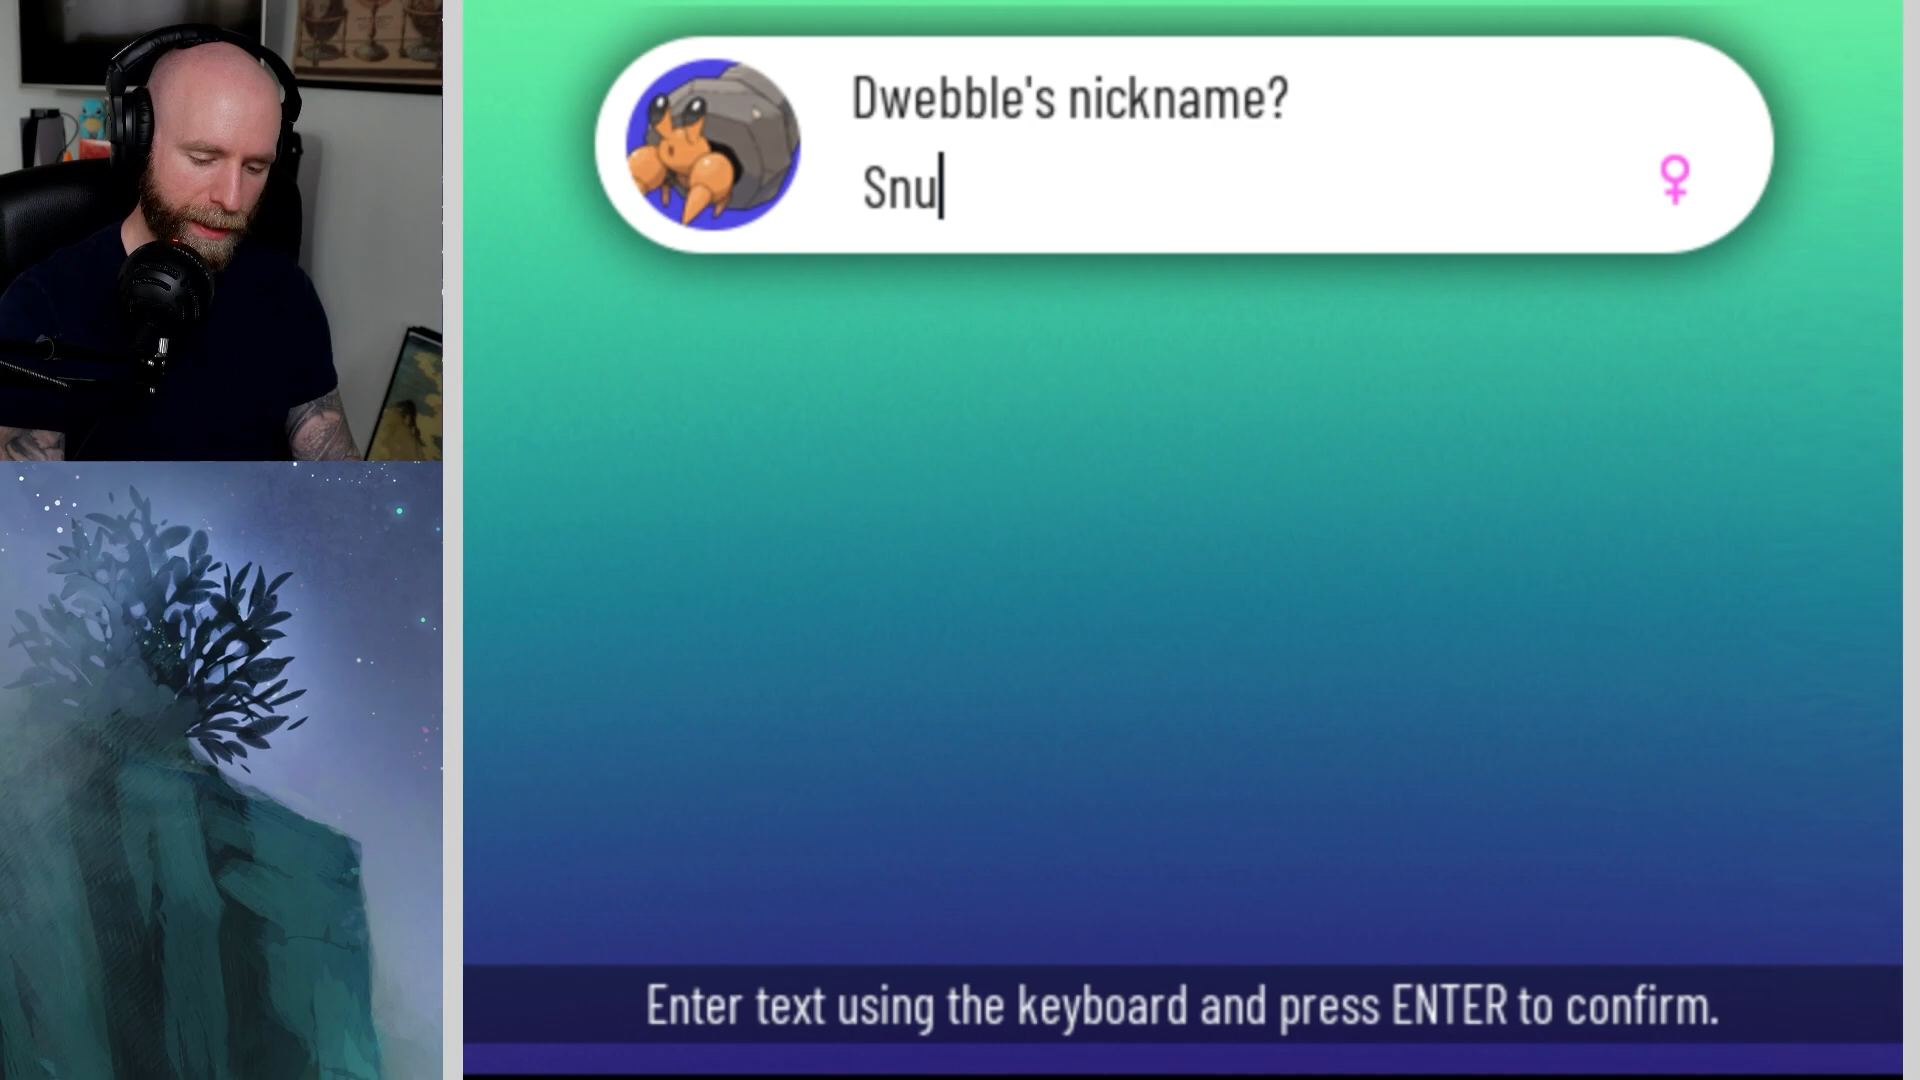 Dwebble's nickname?
Snu
Enter text using the keyboard and press ENTER to confirm.